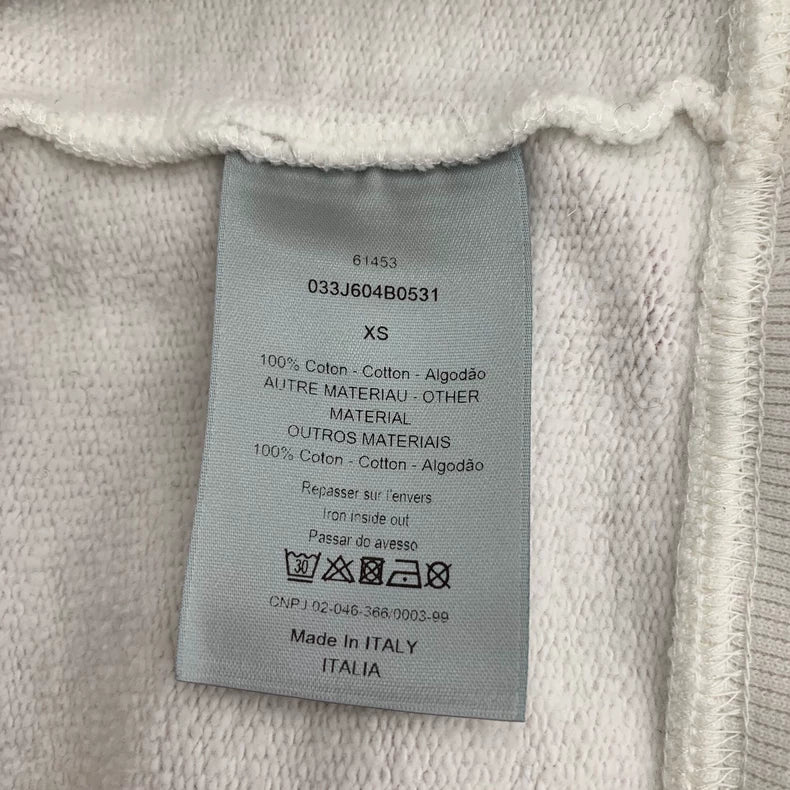 61453
033J604B0531
XS
100% Coton - Cotton - Algodão
AUTRE MATERIAU - OTHER
MATERIAL
OUTROS MATERIAIS
100% Coton - Cotton - Algodão
Repasser sur l'envers
Iron inside out
Passar do avesso
30
CNPJ 02-046-366/0003-99
Made In ITALY
ITALIA